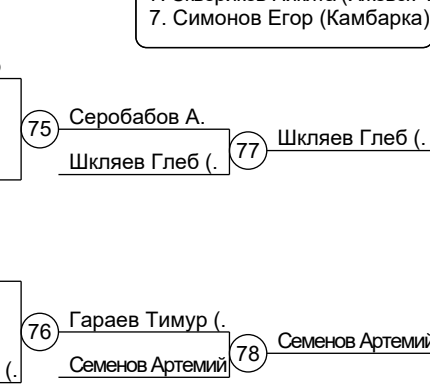 7. Симонов Егор (Камбарка)
75
Серобабов А.
Шкляев Глеб (.
77
Шкляев Глеб (.
76
Гараев Тимур (.
Семенов Артемий
78
Семенов Артемий
(.